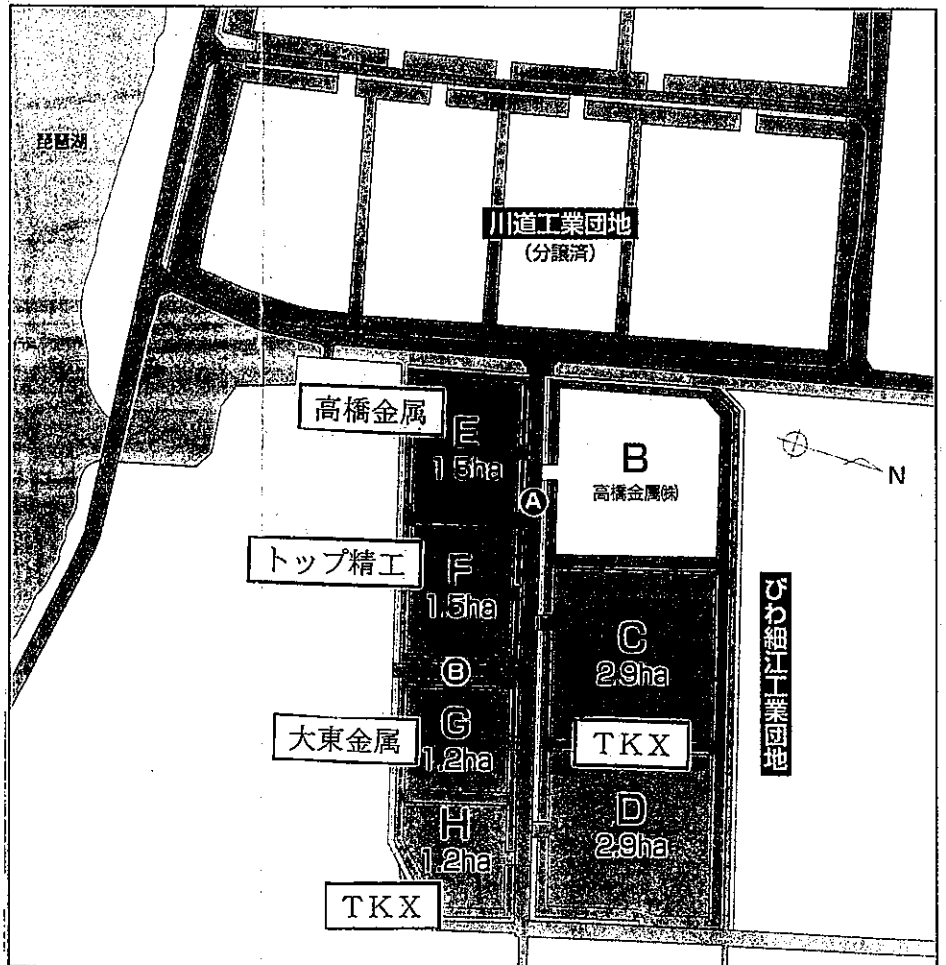 琵琶湖
川道工業団地
(分譲済)
高橋金属
E
1.5ha
B
高橋金属㈱
N
A
トップ精工
F
1.5ha
びわ細江工業団地
C
2.9ha
B
大東金属
G
1.2ha
TKX
D
2.9ha
H
1.2ha
TKX